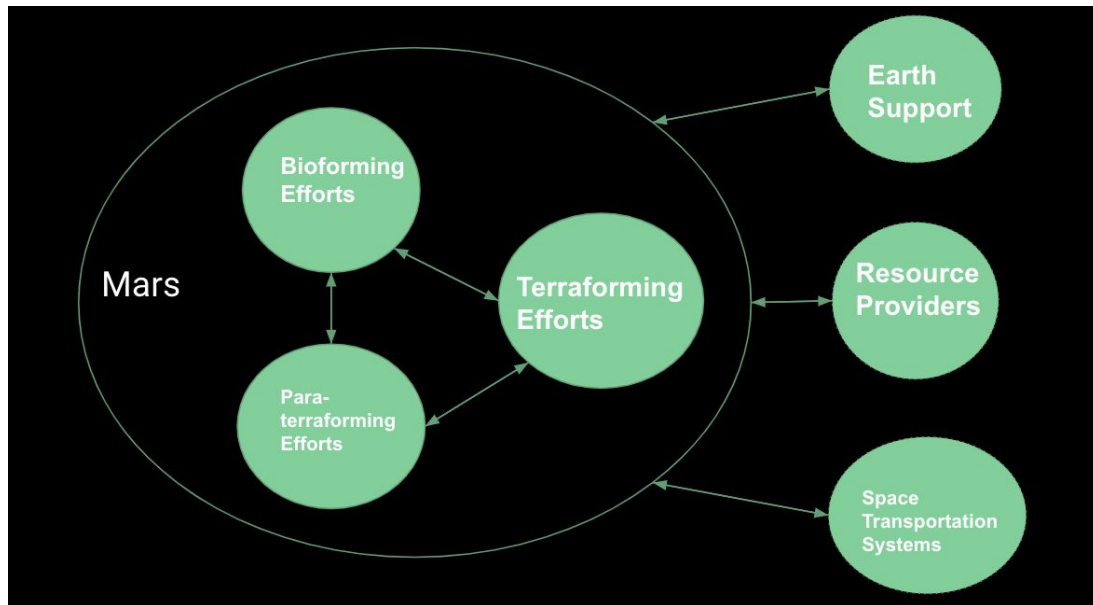 Earth
Support
Bioforming
Efforts
Mars
Terraforming
Efforts
Resource
Providers
Para-
terraforming
Efforts
Space
Transportation
Systems